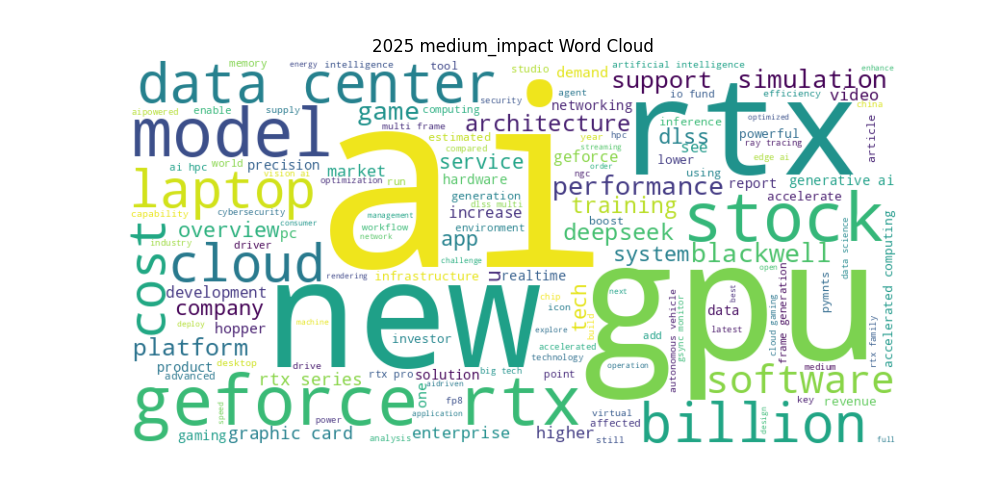 2025 medium_impact Word Cloud
memory
energy intelligence
tool
studio
demand
artificial intelligence
enhance
data center
support
simulation
agent
io fund
efficiency
video
china
aipowered
enable
supply
game
computing
security
networking
rtx
optimized
model
ai
multi frame
architecture
estimated
year
hpc
inference
dlss
see
powerful
ray tracing
article
compared
streaming
order
geforce
lower
edge ai
ai hpc
world
precision
market
service
vision ai
optimization
run
hardware
ngc
using
performance
report
generative ai
laptop
generation
dlss multi
training
accelerate
capability
cybersecurity
consumer
management
increase
boost
stock
overview
pc
workflow
environment
deepseek
network
app
industry
driver
challenge
system
blackwell
data science
accelerated computing
cost
cloud
rendering
infrastructure
u
realtime
open
development
new
gpu
tech
chip
next
best
data
pymnts
company
icon
frame generation
deploy
hopper
machine
build
latest
autonomous vehicle
gsync monitor
cloud gaming
rtx family
platform
investor
explore
accelerated
add
technology
product
desktop
drive
rtx pro
solution
big tech
point
operation
medium
advanced
rtx series
aidriven
one
software
geforce rtx
fp8
key
revenue
speed
power
application
virtual
affected
billion
design
gaming
graphic card
analysis
enterprise
higher
still
full